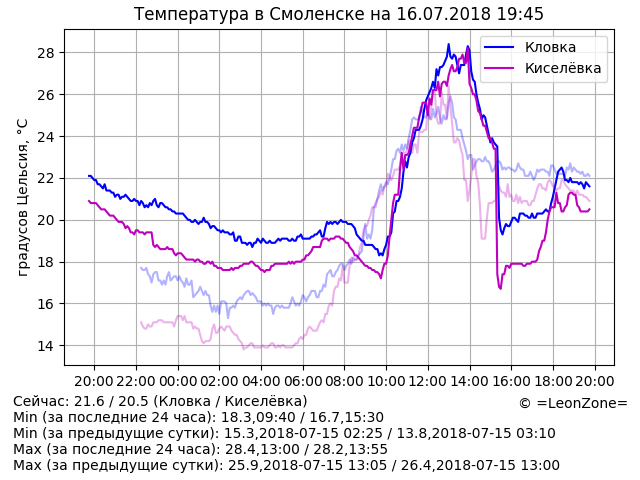 Температура в Смоленске на 16.07.2018 19:45
Кловка
Киселёвка
градусов Цельсия, °C
28
26
24
22
20
18
16
14
20:00 22:00 00:00 02:00 04:00 06:00 08:00 10:00 12:00 14:00 16:00 18:00 20:00
Сейчас: 21.6 / 20.5 (Кловка / Киселёвка)
© =LeonZone=
Min (за последние 24 часа): 18.3,09:40 / 16.7,15:30
Min (за предыдущие сутки): 15.3,2018-07-15 02:25 / 13.8,2018-07-15 03:10
Max (за последние 24 часа): 28.4,13:00 / 28.2,13:55
Max (за предыдущие сутки): 25.9,2018-07-15 13:05 / 26.4,2018-07-15 13:00